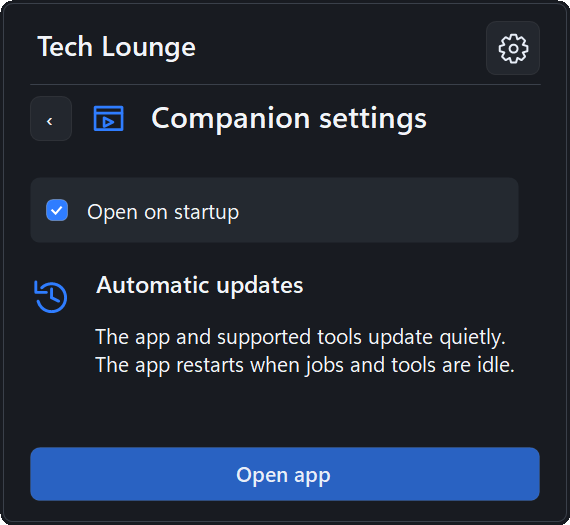 Tech Lounge
‹
Companion settings
Open on startup
Automatic updates
The app and supported tools update quietly.
The app restarts when jobs and tools are idle.
Open app